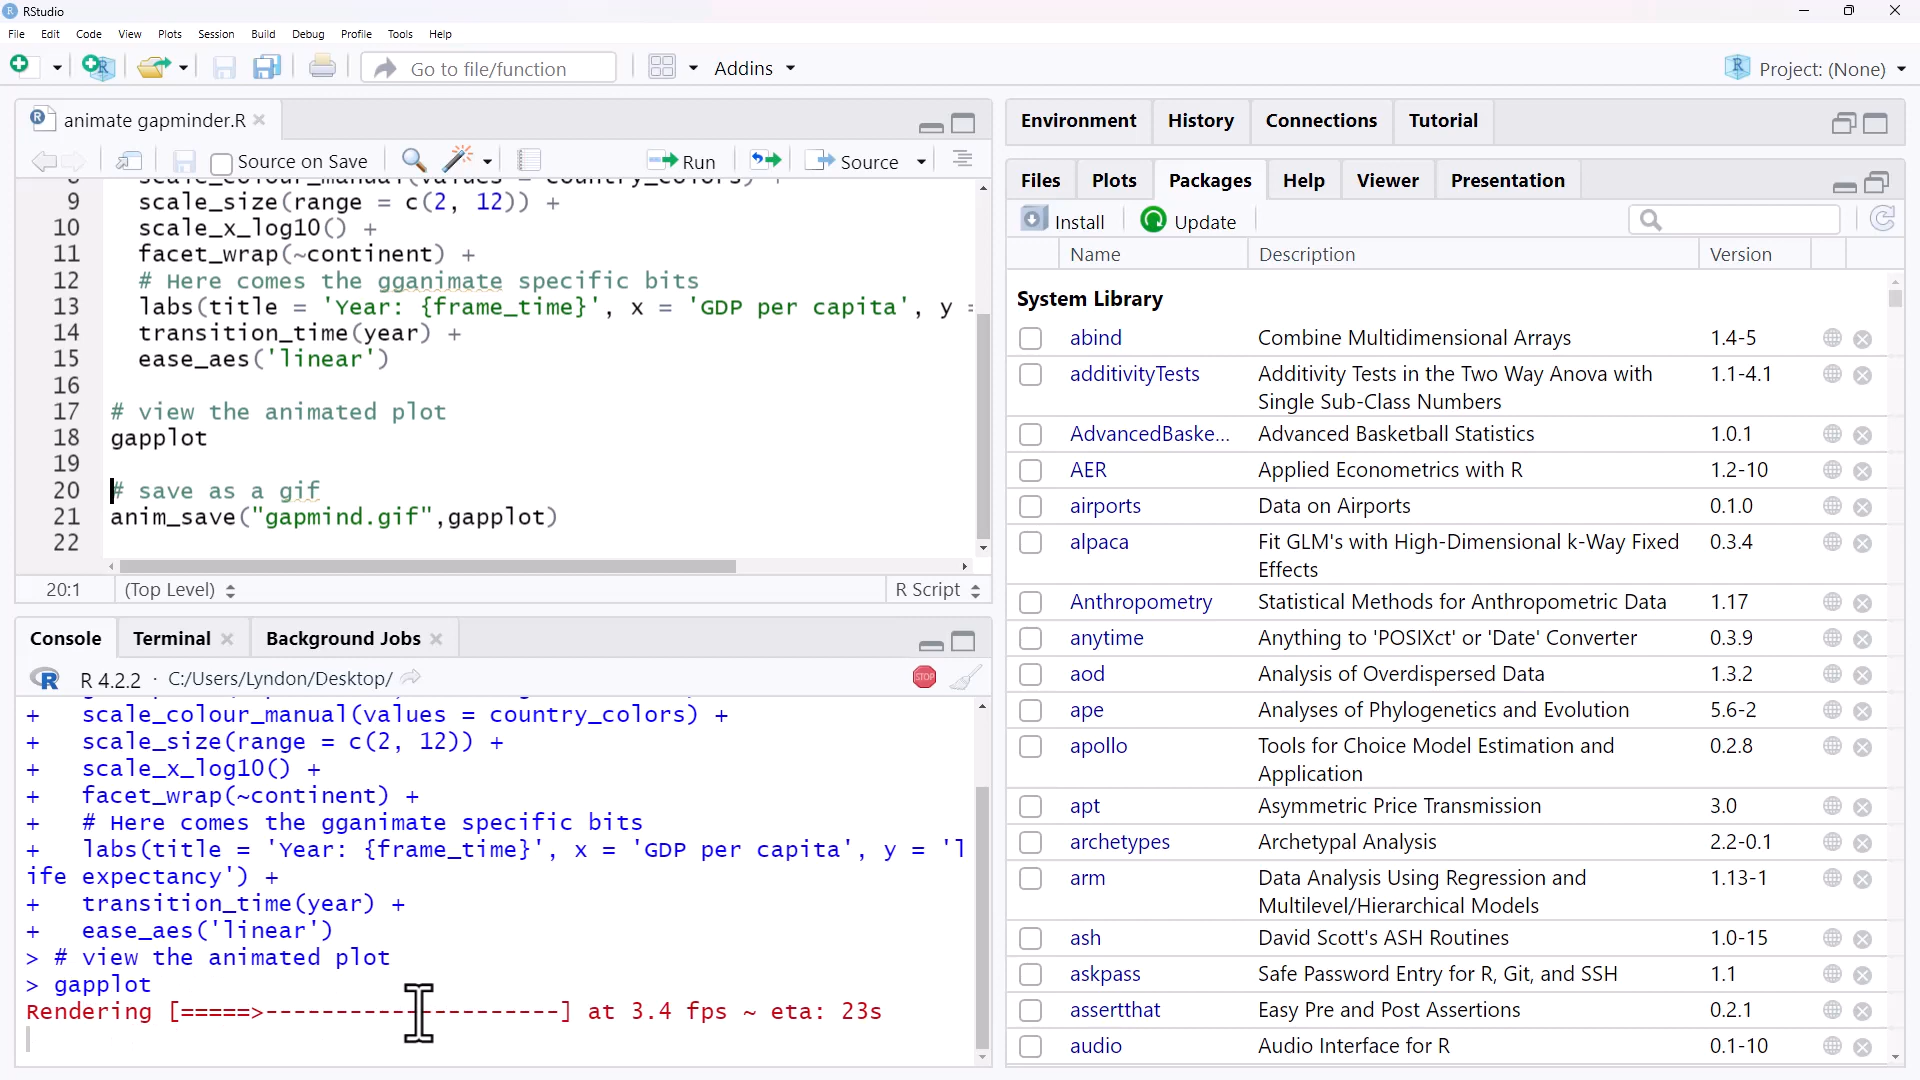 RStudio
File Edit Code View Plots Session Build Debug Profile Tools Help
Go to file/function Addins Project: (None)
animate gapminder.R
Source on Save Run Source
9 scale_size(range = c(2, 12)) +
10 scale_x_log10() +
11 facet_wrap(~continent) +
12 # Here comes the gganimate specific bits
13 labs(title = 'Year: {frame_time}', x = 'GDP per capita', y =
14 transition_time(year) +
15 ease_aes('linear')
16
17 # view the animated plot
18 gapplot
19
20 # save as a gif
21 anim_save("gapmind.gif",gapplot)
22
20:1 (Top Level) R Script
Console Terminal Background Jobs
R 4.2.2 · C:/Users/Lyndon/Desktop/ STOP
+ scale_colour_manual(values = country_colors) +
+ scale_size(range = c(2, 12)) +
+ scale_x_log10() +
+ facet_wrap(~continent) +
+ # Here comes the gganimate specific bits
+ labs(title = 'Year: {frame_time}', x = 'GDP per capita', y = 'l
ife expectancy') +
+ transition_time(year) +
+ ease_aes('linear')
> # view the animated plot
> gapplot
Rendering [=====>---------------------] at 3.4 fps ~ eta: 23s
Environment History Connections Tutorial
Files Plots Packages Help Viewer Presentation
Install Update
Name Description Version
System Library
abind Combine Multidimensional Arrays 1.4-5
additivityTests Additivity Tests in the Two Way Anova with 1.1-4.1
Single Sub-Class Numbers
AdvancedBaske... Advanced Basketball Statistics 1.0.1
AER Applied Econometrics with R 1.2-10
airports Data on Airports 0.1.0
alpaca Fit GLM's with High-Dimensional k-Way Fixed 0.3.4
Effects
Anthropometry Statistical Methods for Anthropometric Data 1.17
anytime Anything to 'POSIXct' or 'Date' Converter 0.3.9
aod Analysis of Overdispersed Data 1.3.2
ape Analyses of Phylogenetics and Evolution 5.6-2
apollo Tools for Choice Model Estimation and 0.2.8
Application
apt Asymmetric Price Transmission 3.0
archetypes Archetypal Analysis 2.2-0.1
arm Data Analysis Using Regression and 1.13-1
Multilevel/Hierarchical Models
ash David Scott's ASH Routines 1.0-15
askpass Safe Password Entry for R, Git, and SSH 1.1
assertthat Easy Pre and Post Assertions 0.2.1
audio Audio Interface for R 0.1-10